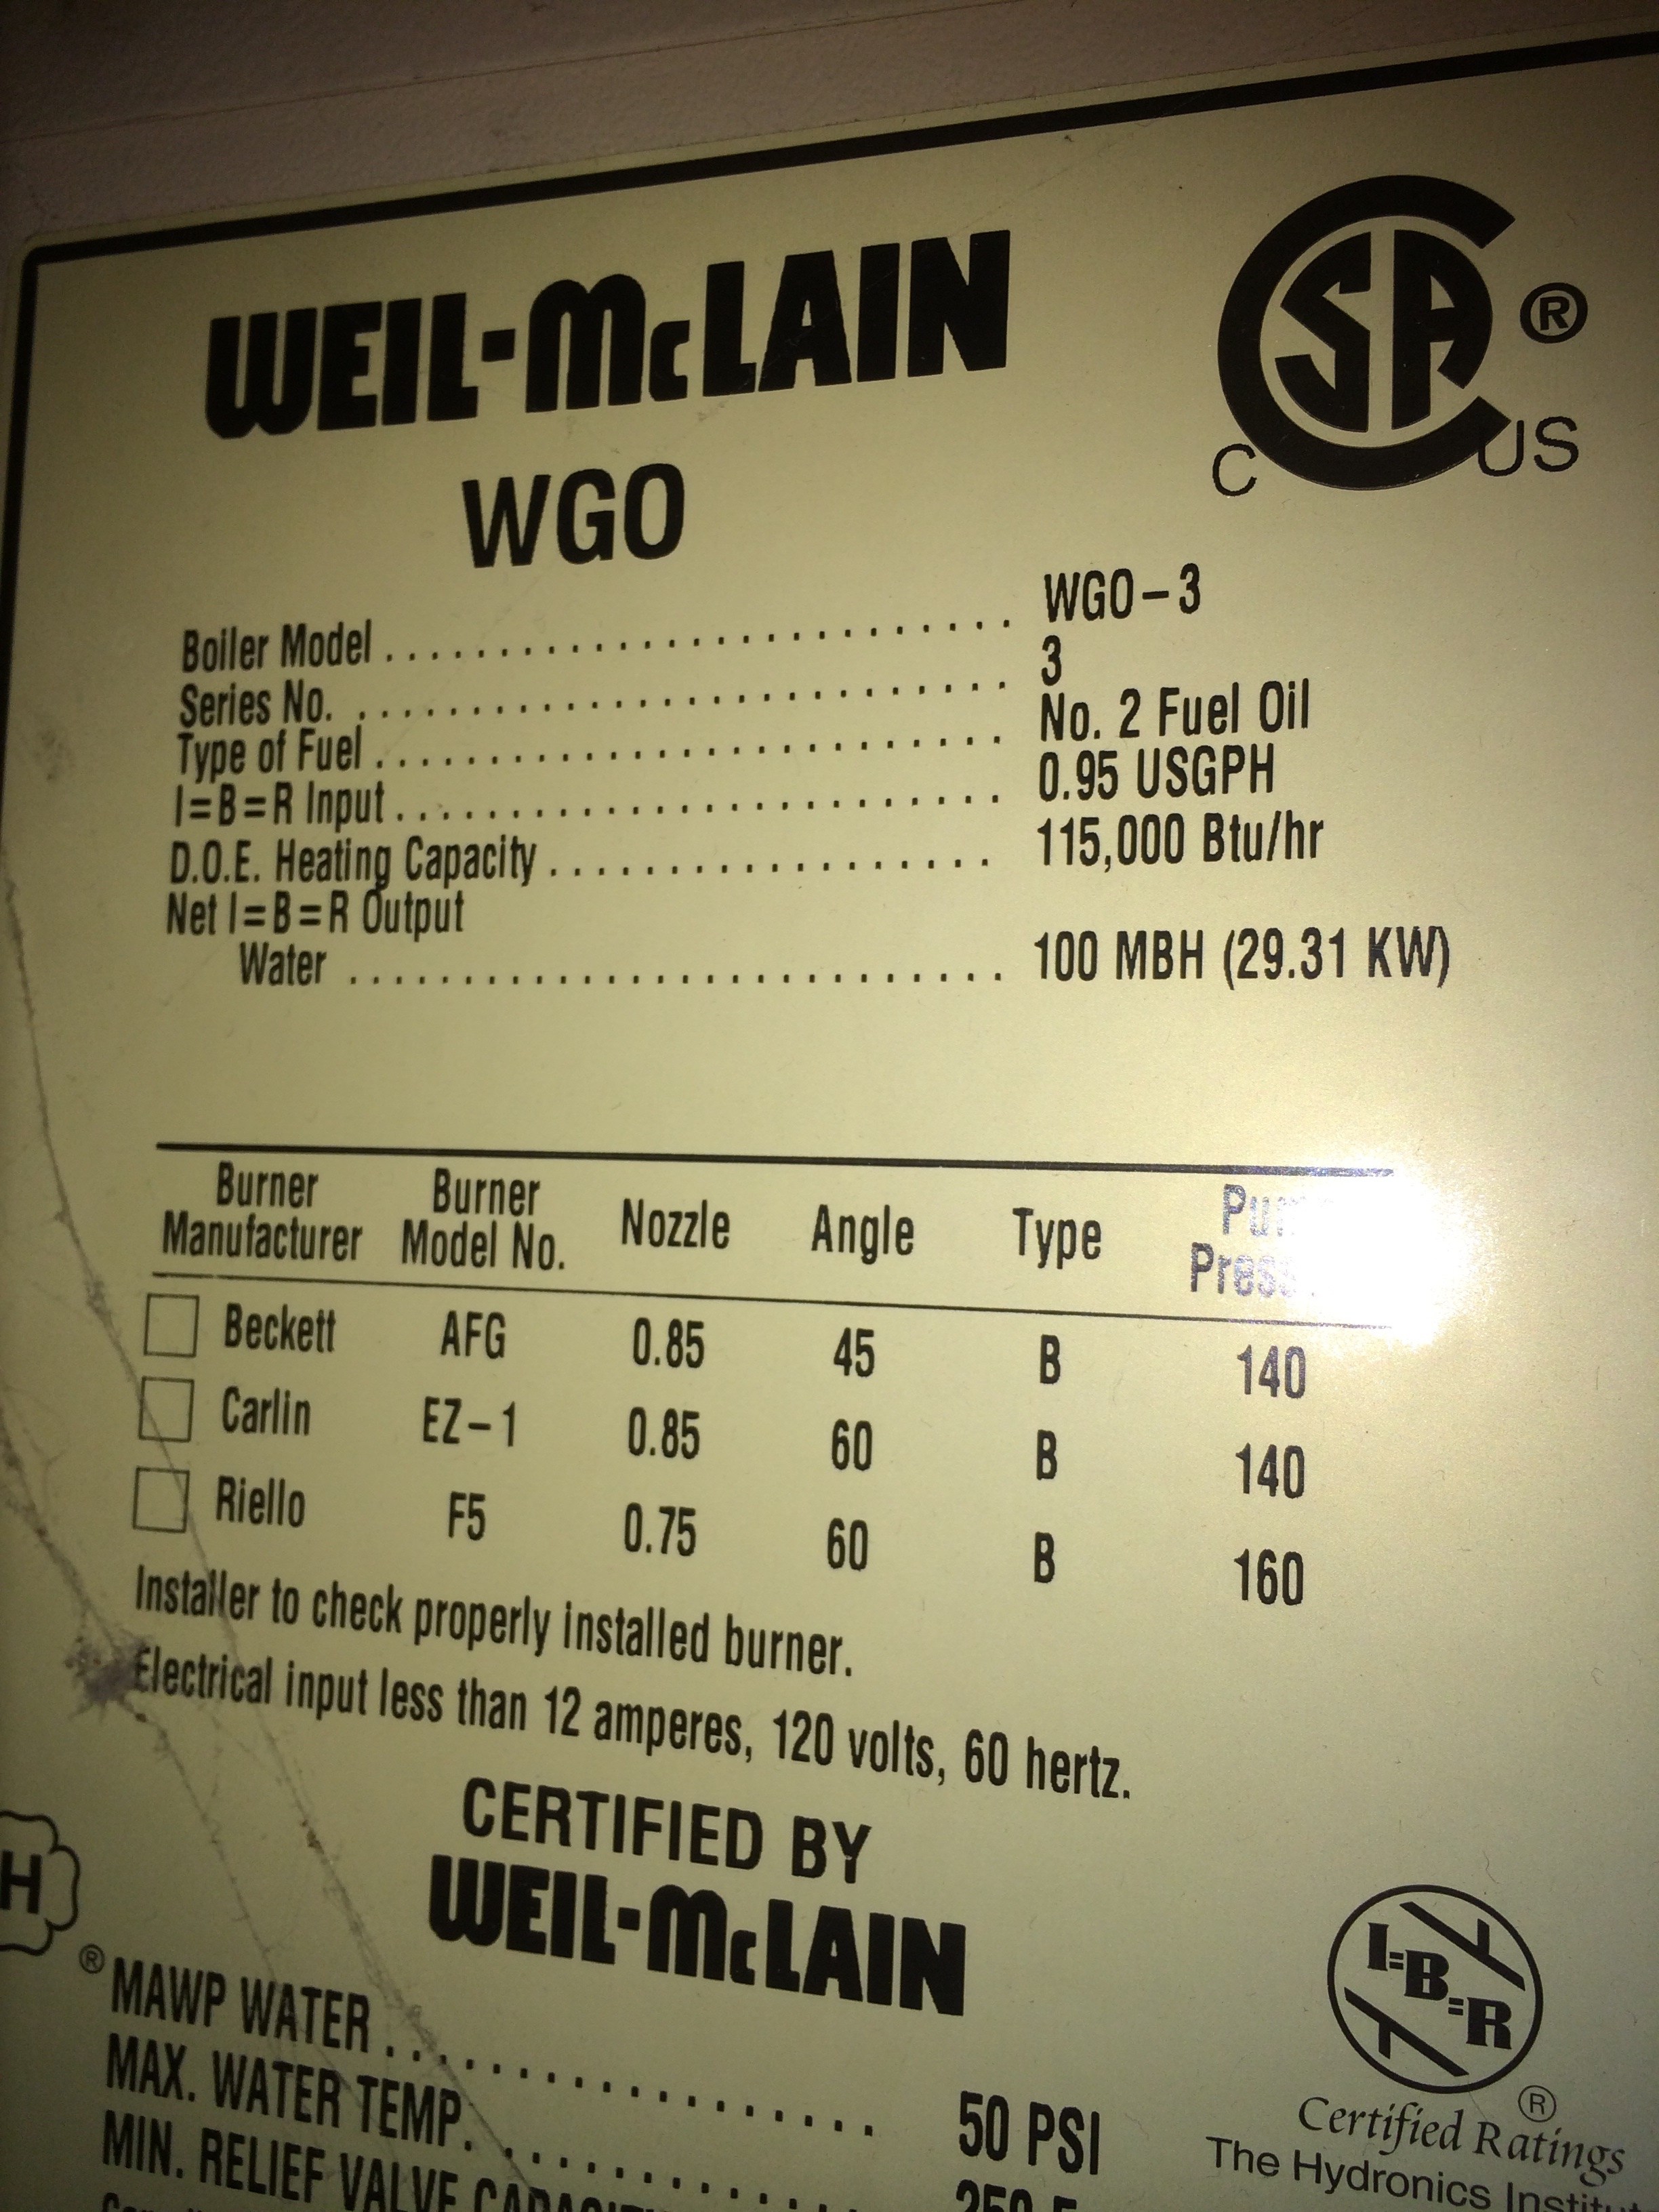 WEIL-McLAIN
CSA ®
C US
WGO
Boiler Model ........................... WGO-3
Series No. ........................... 3
Type of Fuel ........................... No. 2 Fuel Oil
I=B=R Input ........................... 0.95 USGPH
D.O.E. Heating Capacity .................. 115,000 Btu/hr
Net I=B=R Output
Water ........................... 100 MBH (29.31 KW)
Burner Manufacturer Burner Model No. Nozzle Angle Type
Beckett AFG 0.85 45 B 140
Carlin EZ-1 0.85 60 B 140
Riello F5 0.75 60 B 160
Installer to check properly installed burner.
Electrical input less than 12 amperes, 120 volts, 60 hertz.
CERTIFIED BY
WEIL-McLAIN
H
®
MAWP WATER .................... 50 PSI
MAX. WATER TEMP. ....................
MIN. RELIEF VALVE
I=B=R
®
Certified Ratings
The Hydronics